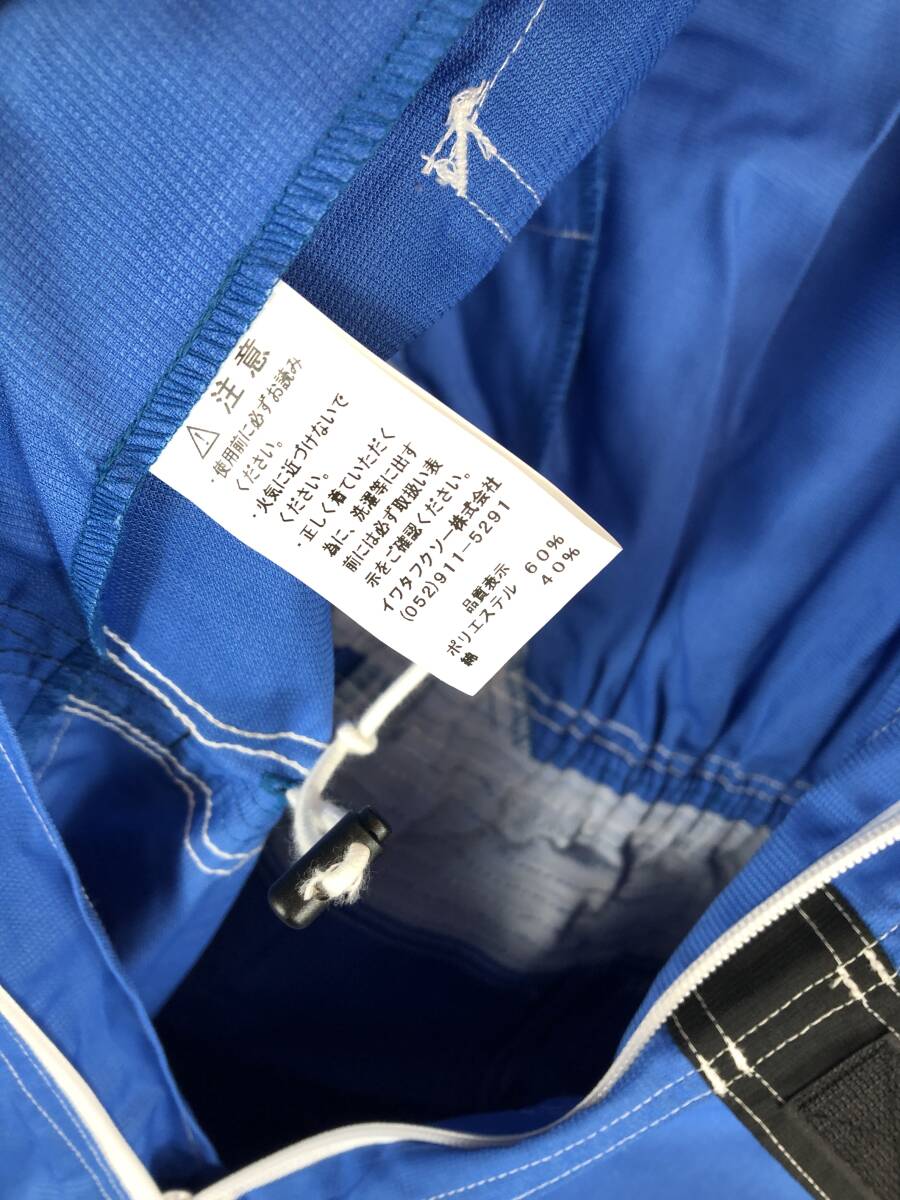 注意
・使用前に必ずお読み
ください。
・火気に近づけないで
ください。
・正しく着ていただだく
為に、洗濯等に出す
前には必ず取扱い表
示をご確認ください。
イワタフクソー株式会社
(052)911-5291
品質表示
ポリエステル 60%
綿 40%